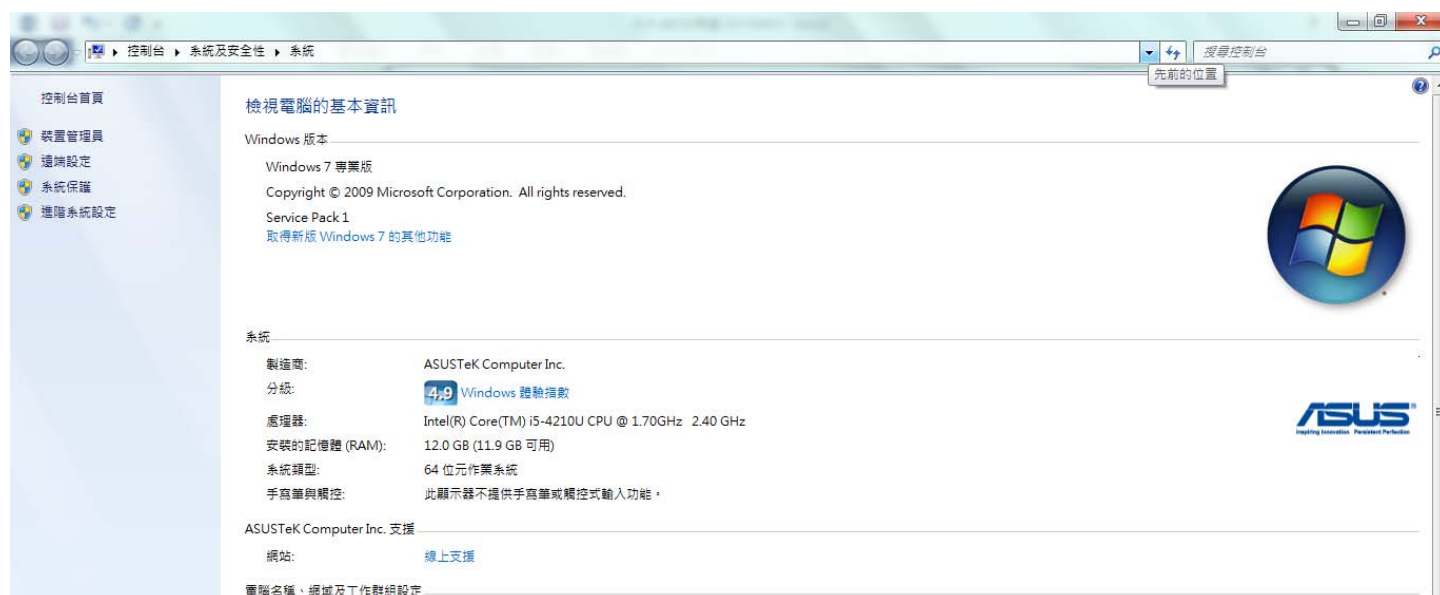 控制台 ▸ 系統及安全性 ▸ 系統
搜尋控制台
先前的位置
控制台首頁
裝置管理員
遠端設定
系統保護
進階系統設定
檢視電腦的基本資訊
Windows 版本
Windows 7 專業版
Copyright © 2009 Microsoft Corporation. All rights reserved.
Service Pack 1
取得新版 Windows 7 的其他功能
系統
製造商: ASUSTeK Computer Inc.
分級: 4.9 Windows 體驗指數
處理器: Intel(R) Core(TM) i5-4210U CPU @ 1.70GHz 2.40 GHz
安裝的記憶體 (RAM): 12.0 GB (11.9 GB 可用)
系統類型: 64 位元作業系統
手寫筆與觸控: 此顯示器不提供手寫筆或觸控式輸入功能。
ASUS
Inspiring Innovation Persistent Perfection
ASUSTeK Computer Inc. 支援
網站: 線上支援
電腦名稱、網域及工作群組設定